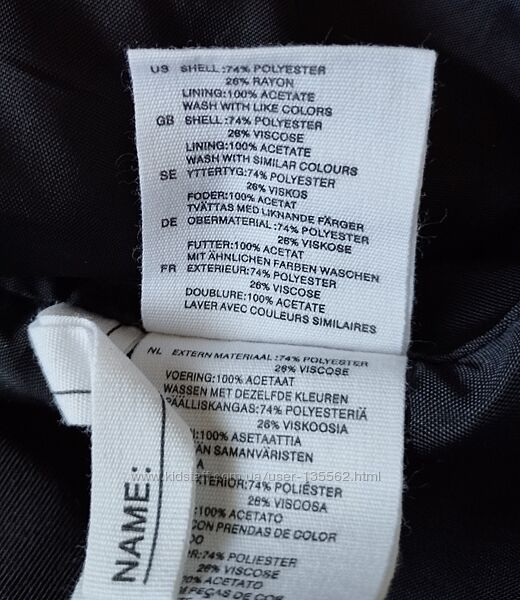 US SHELL:74% POLYESTER
26% RAYON
LINING:100% ACETATE
WASH WITH LIKE COLORS
GB SHELL:74% POLYESTER
26% VISCOSE
LINING:100% ACETATE
WASH WITH SIMILAR COLOURS
SE YTTERTYG:74% POLYESTER
26% VISKOS
FODER:100% ACETAT
TVÄTTAS MED LIKNANDE FÄRGER
DE OBERMATERIAL:74% POLYESTER
26% VISKOSE
FUTTER:100% ACETAT
MIT ÄHNLICHEN FARBEN WASCHEN
FR EXTERIEUR:74% POLYESTER
26% VISCOSE
DOUBLURE:100% ACETATE
LAVER AVEC COULEURS SIMILAIRES
NL EXTERN MATERIAAL:74% POLYESTER
26% VISCOSE
VOERING:100% ACETAAT
WASSEN MET DEZELFDE KLEUREN
PÄÄLLISKANGAS:74% POLYESTERIÄ
26% VISKOOSIA
:100% ASETAATTIA
SAMANVÄRISTEN
:74% POLIÉSTER
26% VISCOSA
:100% ACETATO
CON PRENDAS DE COLOR
:74% POLIESTER
26% VISCOSE
ACETATO
NAME: